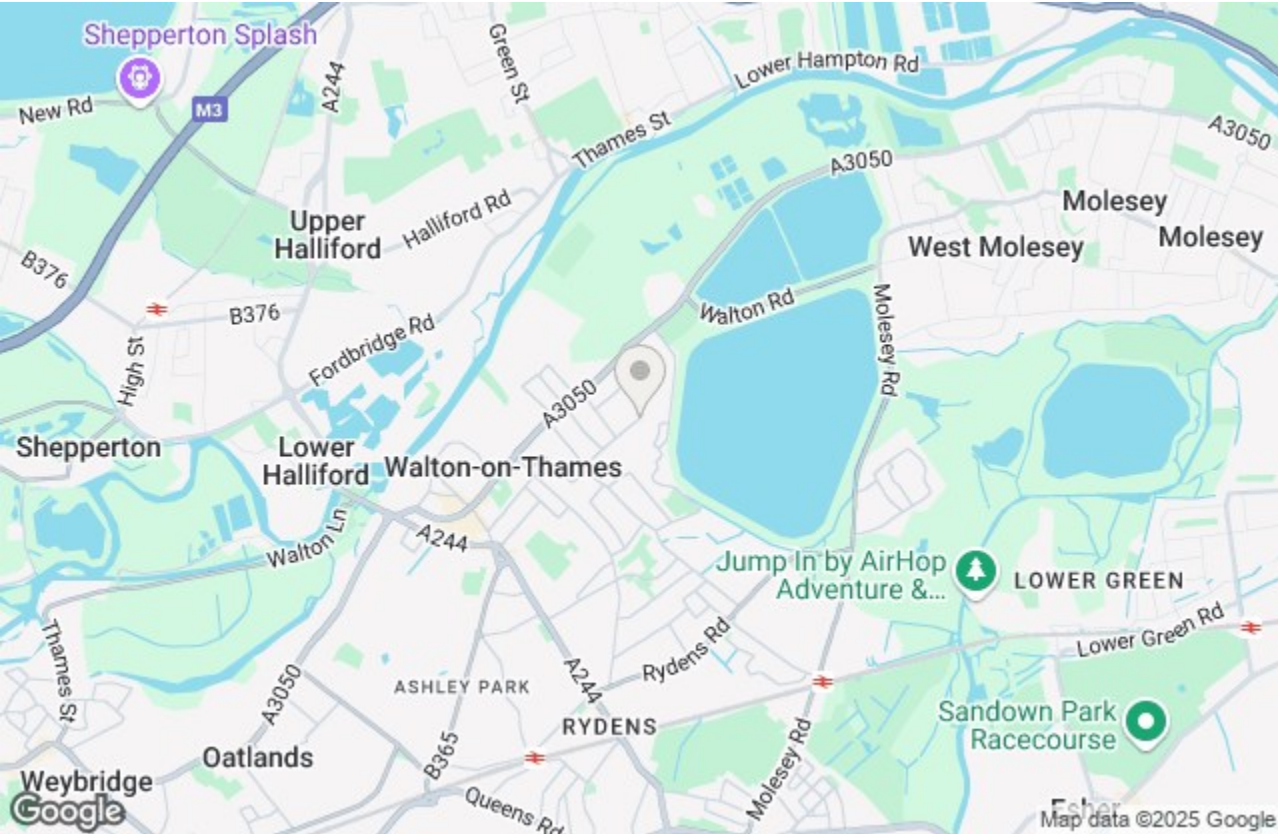 Shepperton Splash
Green St
A244
Lower Hampton Rd
New Rd
M3
Thames St
A3050
A3050
Upper
Halliford
Halliford Rd
Molesey
West Molesey
Molesey
B376
B376
Walton Rd
Molesey Rd
Fordbridge Rd
High St
A3050
Shepperton
Lower
Halliford
Walton-on-Thames
Walton Ln
A244
Jump In by AirHop
Adventure &...
LOWER GREEN
Thames St
Lower Green Rd
Rydens Rd
A3050
ASHLEY PARK
A244
RYDENS
Sandown Park
Racecourse
Molesey Rd
Oatlands
B365
Weybridge
Queens Rd
Esher
Google
Map data ©2025 Google